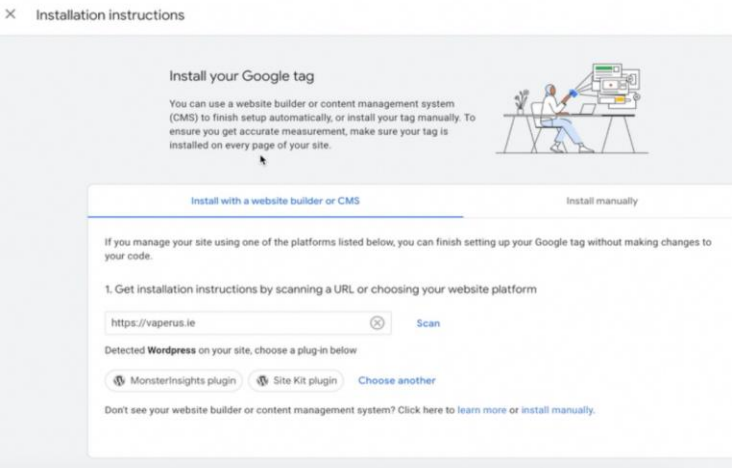 Installation instructions
Install your Google tag
You can use a website builder or content management system
(CMS) to finish setup automatically, or install your tag manually. To
ensure you get accurate measurement, make sure your tag is
installed on every page of your site.
Install with a website builder or CMS
Install manually
If you manage your site using one of the platforms listed below, you can finish setting up your Google tag without making changes to
your code.
1. Get installation instructions by scanning a URL or choosing your website platform
https://vaperus.ie
Scan
Detected Wordpress on your site, choose a plug-in below
MonsterInsights plugin
Site Kit plugin
Choose another
Don't see your website builder or content management system? Click here to learn more or install manually.